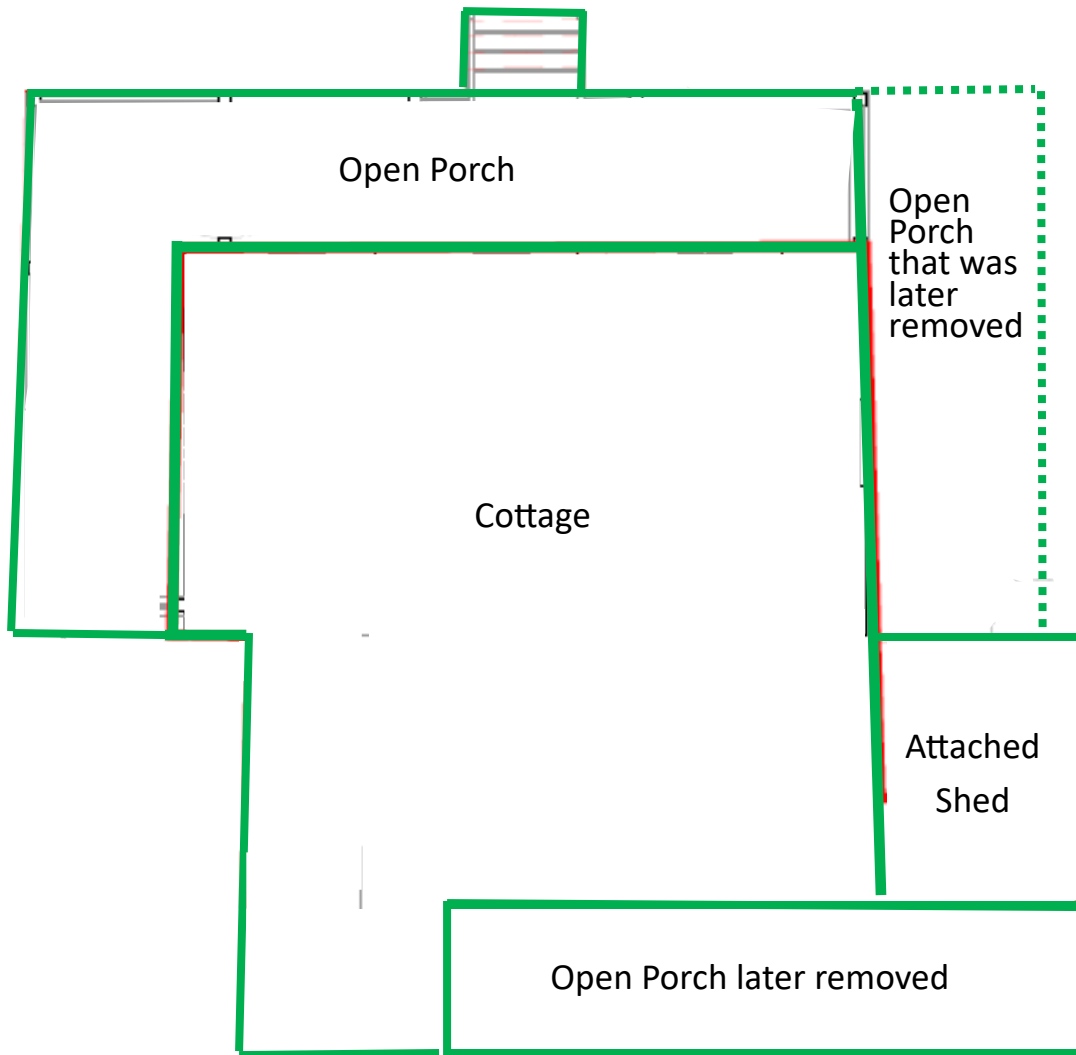 Open Porch
Open
Porch
that was
later
removed
Cottage
Attached
Shed
Open Porch later removed